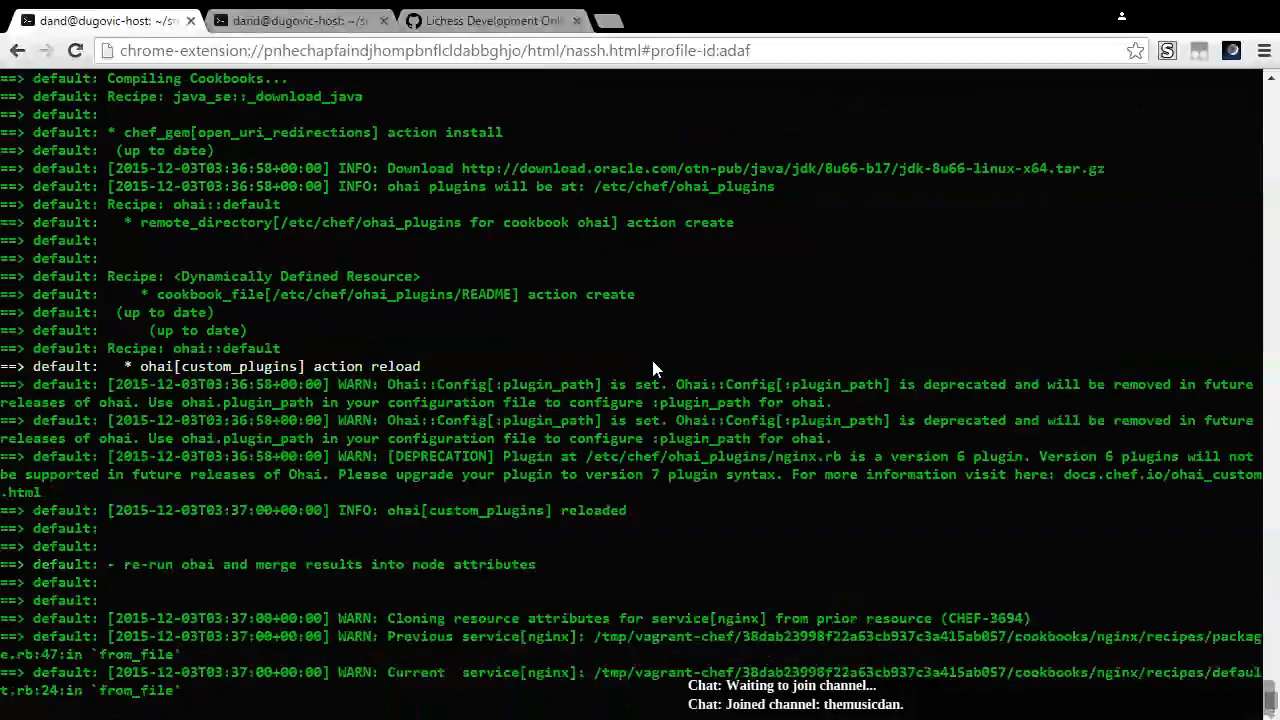 dand@dugovic-host: ~/sr
dand@dugovic-host: ~/sr
Lichess Development Onli
chrome-extension://pnhechapfaindjhompbnflcldabbghjo/html/nassh.html#profile-id:adaf
==> default: Compiling Cookbooks...
==> default: Recipe: java_se::_download_java
==> default:
==> default: * chef_gem[open_uri_redirections] action install
==> default:  (up to date)
==> default: [2015-12-03T03:36:58+00:00] INFO: Download http://download.oracle.com/otn-pub/java/jdk/8u66-b17/jdk-8u66-linux-x64.tar.gz
==> default: [2015-12-03T03:36:58+00:00] INFO: ohai plugins will be at: /etc/chef/ohai_plugins
==> default: Recipe: ohai::default
==> default:   * remote_directory[/etc/chef/ohai_plugins for cookbook ohai] action create
==> default:
==> default:
==> default: Recipe: <Dynamically Defined Resource>
==> default:     * cookbook_file[/etc/chef/ohai_plugins/README] action create
==> default:  (up to date)
==> default:      (up to date)
==> default: Recipe: ohai::default
==> default:   * ohai[custom_plugins] action reload
==> default: [2015-12-03T03:36:58+00:00] WARN: Ohai::Config[:plugin_path] is set. Ohai::Config[:plugin_path] is deprecated and will be removed in future
releases of ohai. Use ohai.plugin_path in your configuration file to configure :plugin_path for ohai.
==> default: [2015-12-03T03:36:58+00:00] WARN: Ohai::Config[:plugin_path] is set. Ohai::Config[:plugin_path] is deprecated and will be removed in future
releases of ohai. Use ohai.plugin_path in your configuration file to configure :plugin_path for ohai.
==> default: [2015-12-03T03:36:58+00:00] WARN: [DEPRECATION] Plugin at /etc/chef/ohai_plugins/nginx.rb is a version 6 plugin. Version 6 plugins will not
be supported in future releases of Ohai. Please upgrade your plugin to version 7 plugin syntax. For more information visit here: docs.chef.io/ohai_custom
.html
==> default: [2015-12-03T03:37:00+00:00] INFO: ohai[custom_plugins] reloaded
==> default:
==> default:
==> default: - re-run ohai and merge results into node attributes
==> default:
==> default:
==> default: [2015-12-03T03:37:00+00:00] WARN: Cloning resource attributes for service[nginx] from prior resource (CHEF-3694)
==> default: [2015-12-03T03:37:00+00:00] WARN: Previous service[nginx]: /tmp/vagrant-chef/38dab23998f22a63cb937c3a415ab057/cookbooks/nginx/recipes/packag
e.rb:47:in `from_file'
==> default: [2015-12-03T03:37:00+00:00] WARN: Current  service[nginx]: /tmp/vagrant-chef/38dab23998f22a63cb937c3a415ab057/cookbooks/nginx/recipes/defaul
t.rb:24:in `from_file'
Chat: Waiting to join channel...
Chat: Joined channel: themusicdan.